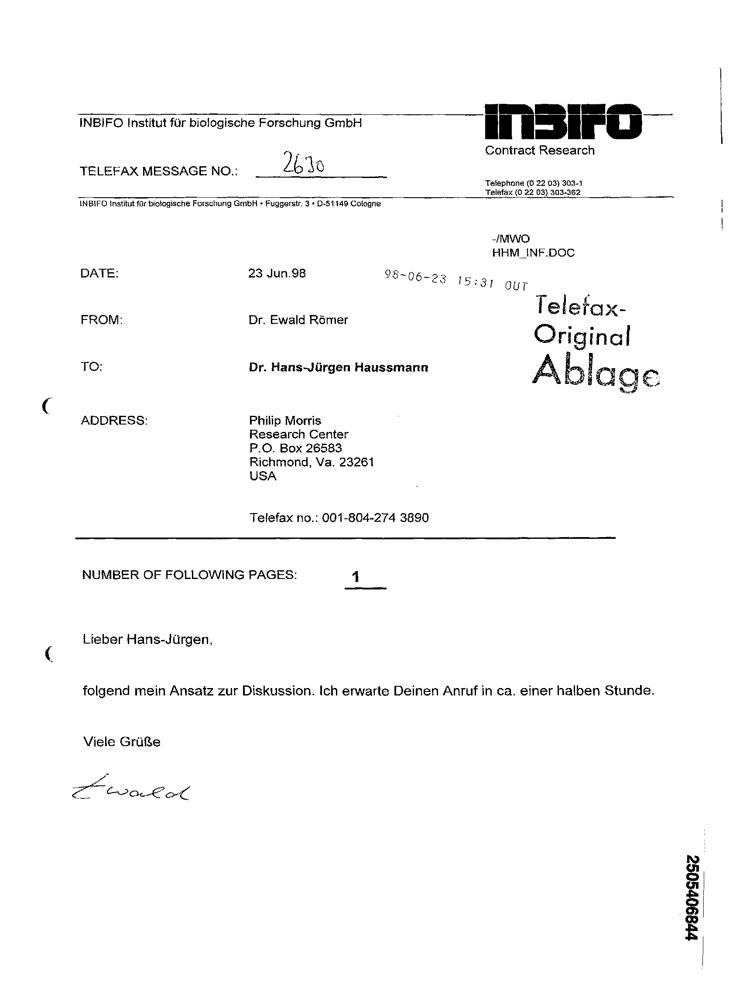 INBIFO Institut für biologische Forschung GmbH
INBIFO
Contract Research
TELEFAX MESSAGE NO.: 2630
Telephone (0 22 03) 303-1
Telefax (0 22 03) 303-362
INBIFO Institut für biologische Forschung GmbH • Fuggerstr. 3 • D-51149 Cologne
-/MWO
HHM_INF.DOC
DATE: 23 Jun.98
98-06-23 15:31 OUT
Telefax-
Original
Ablage
FROM: Dr. Ewald Römer
TO: Dr. Hans-Jürgen Haussmann
ADDRESS: Philip Morris
Research Center
P.O. Box 26583
Richmond, Va. 23261
USA
Telefax no.: 001-804-274 3890
NUMBER OF FOLLOWING PAGES: 1
Lieber Hans-Jürgen,
folgend mein Ansatz zur Diskussion. Ich erwarte Deinen Anruf in ca. einer halben Stunde.
Viele Grüße
Ewald
2505406844